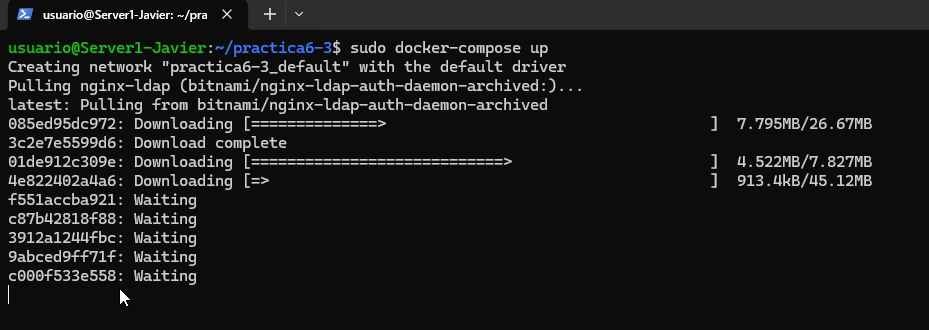 usuario@Server1-Javier: ~/pra
usuario@Server1-Javier:~/practica6-3$ sudo docker-compose up
Creating network "practica6-3_default" with the default driver
Pulling nginx-ldap (bitnami/nginx-ldap-auth-daemon-archived:)...
latest: Pulling from bitnami/nginx-ldap-auth-daemon-archived
085ed95dc972: Downloading [==============>                                    ]  7.795MB/26.67MB
3c2e7e5599d6: Download complete
01de912c309e: Downloading [============================>                      ]  4.522MB/7.827MB
4e822402a4a6: Downloading [=>                                                 ]  913.4kB/45.12MB
f551accba921: Waiting
c87b42818f88: Waiting
3912a1244fbc: Waiting
9abced9ff71f: Waiting
c000f533e558: Waiting